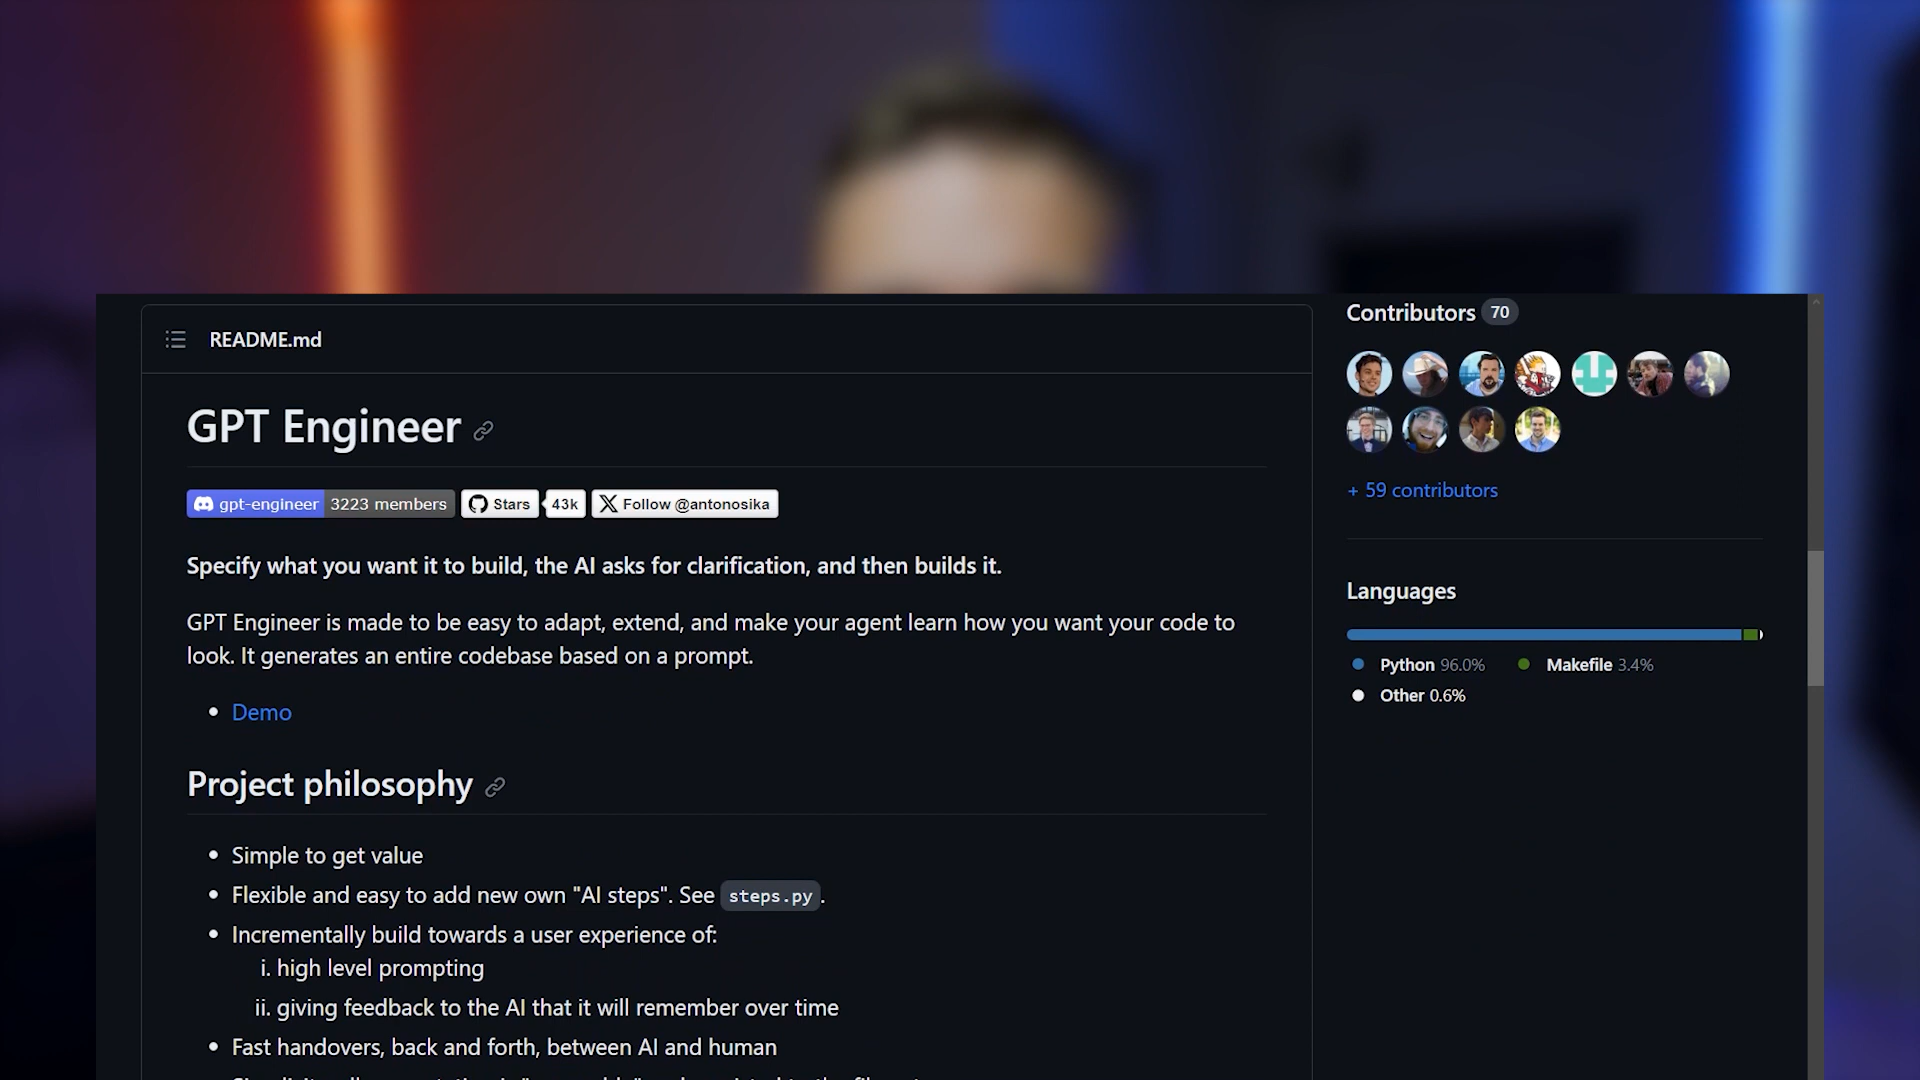 README.md
GPT Engineer
gpt-engineer 3223 members Stars 43k Follow @antonosika
Specify what you want it to build, the AI asks for clarification, and then builds it.
GPT Engineer is made to be easy to adapt, extend, and make your agent learn how you want your code to
look. It generates an entire codebase based on a prompt.
• Demo
Project philosophy
• Simple to get value
• Flexible and easy to add new own "AI steps". See steps.py.
• Incrementally build towards a user experience of:
i. high level prompting
ii. giving feedback to the AI that it will remember over time
• Fast handovers, back and forth, between AI and human
Contributors 70
+ 59 contributors
Languages
Python 96.0% Makefile 3.4%
Other 0.6%